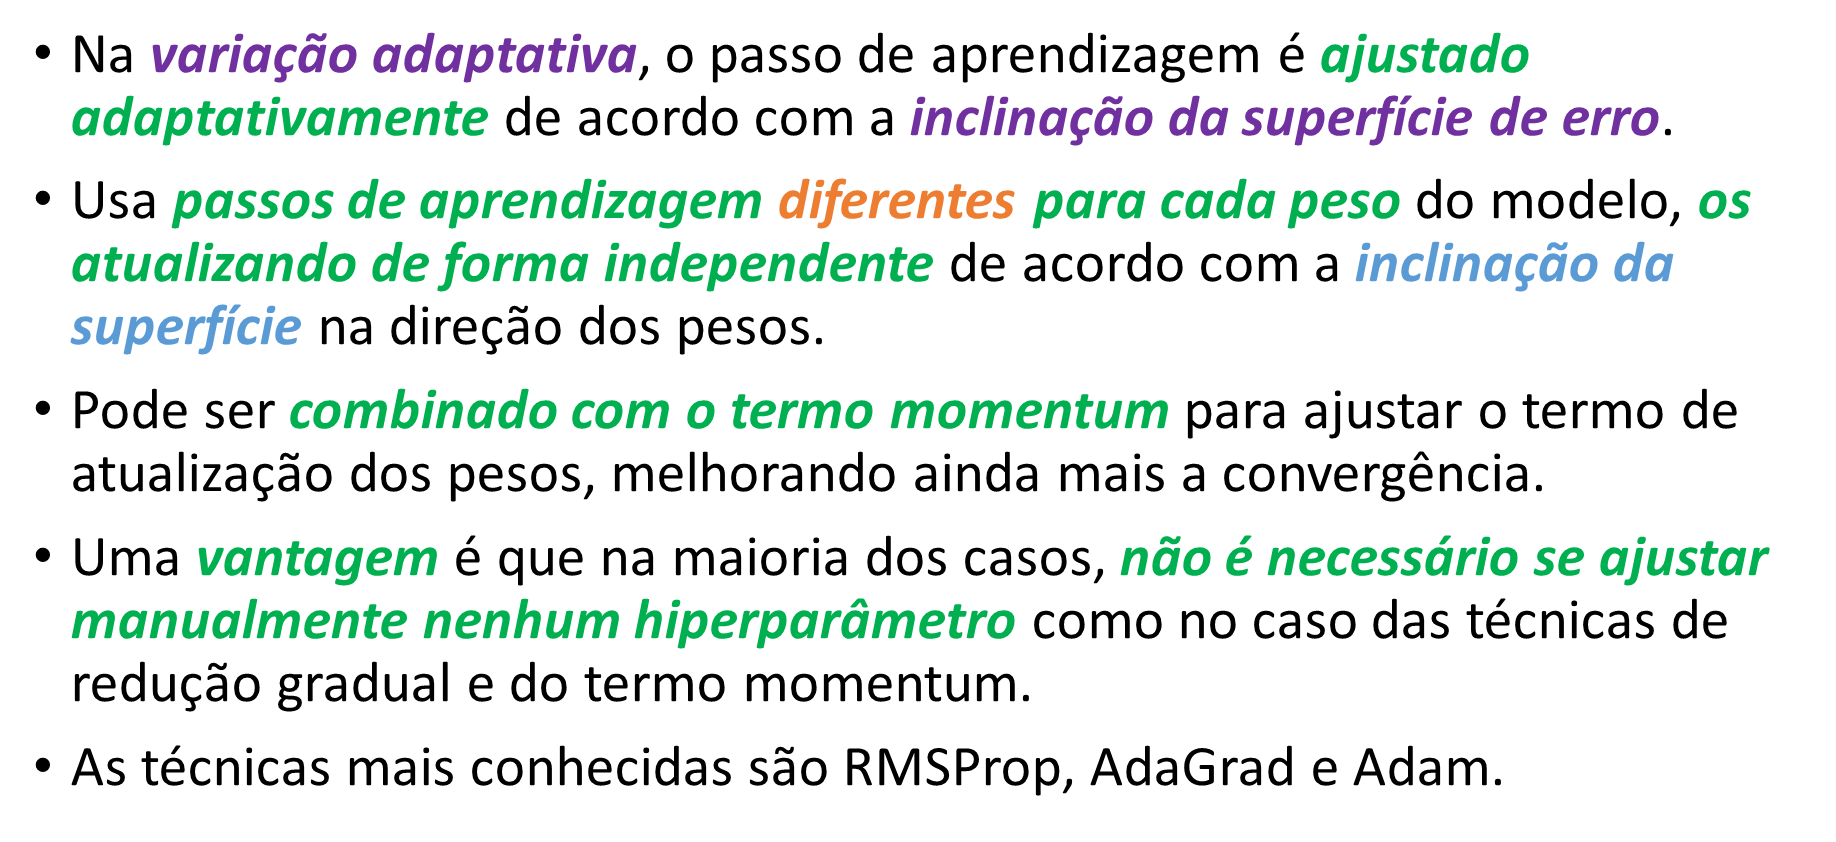 • Na variação adaptativa, o passo de aprendizagem é ajustado
adaptativamente de acordo com a inclinação da superfície de erro.
• Usa passos de aprendizagem diferentes para cada peso do modelo, os
atualizando de forma independente de acordo com a inclinação da
superfície na direção dos pesos.
• Pode ser combinado com o termo momentum para ajustar o termo de
atualização dos pesos, melhorando ainda mais a convergência.
• Uma vantagem é que na maioria dos casos, não é necessário se ajustar
manualmente nenhum hiperparâmetro como no caso das técnicas de
redução gradual e do termo momentum.
• As técnicas mais conhecidas são RMSProp, AdaGrad e Adam.